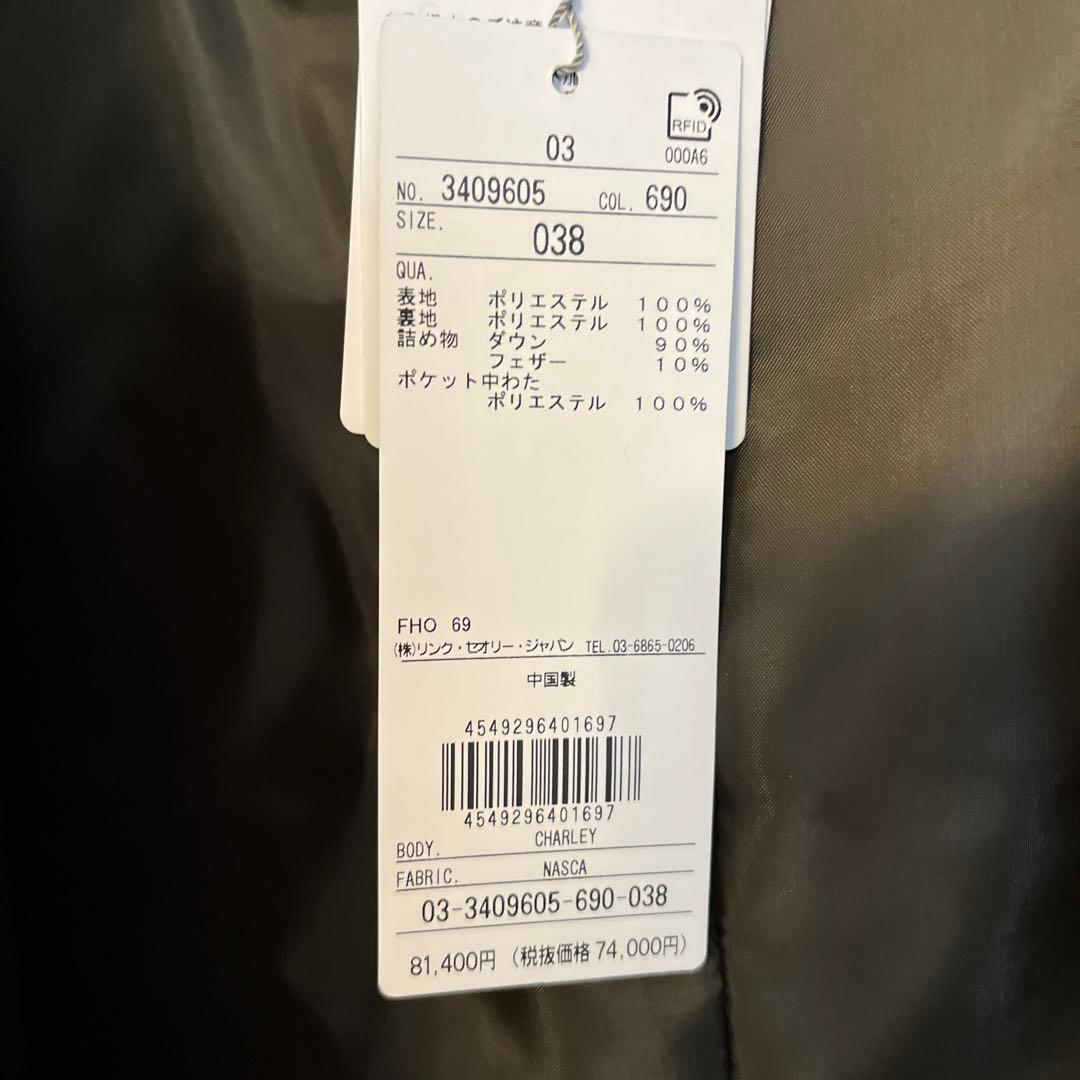 RFID
03
000A6
NO. 3409605 COL. 690
SIZE.
038
QUA.
表地 ポリエステル 100%
裏地 ポリエステル 100%
詰め物 ダウン 90%
フェザー 10%
ポケット中わた
ポリエステル 100%
FHO 69
(株)リンク・セオリー・ジャパン TEL.03-6865-0206
中国製
4549296401697
4549296401697
BODY. CHARLEY
FABRIC. NASCA
03-3409605-690-038
81,400円 (税抜価格 74,000円)